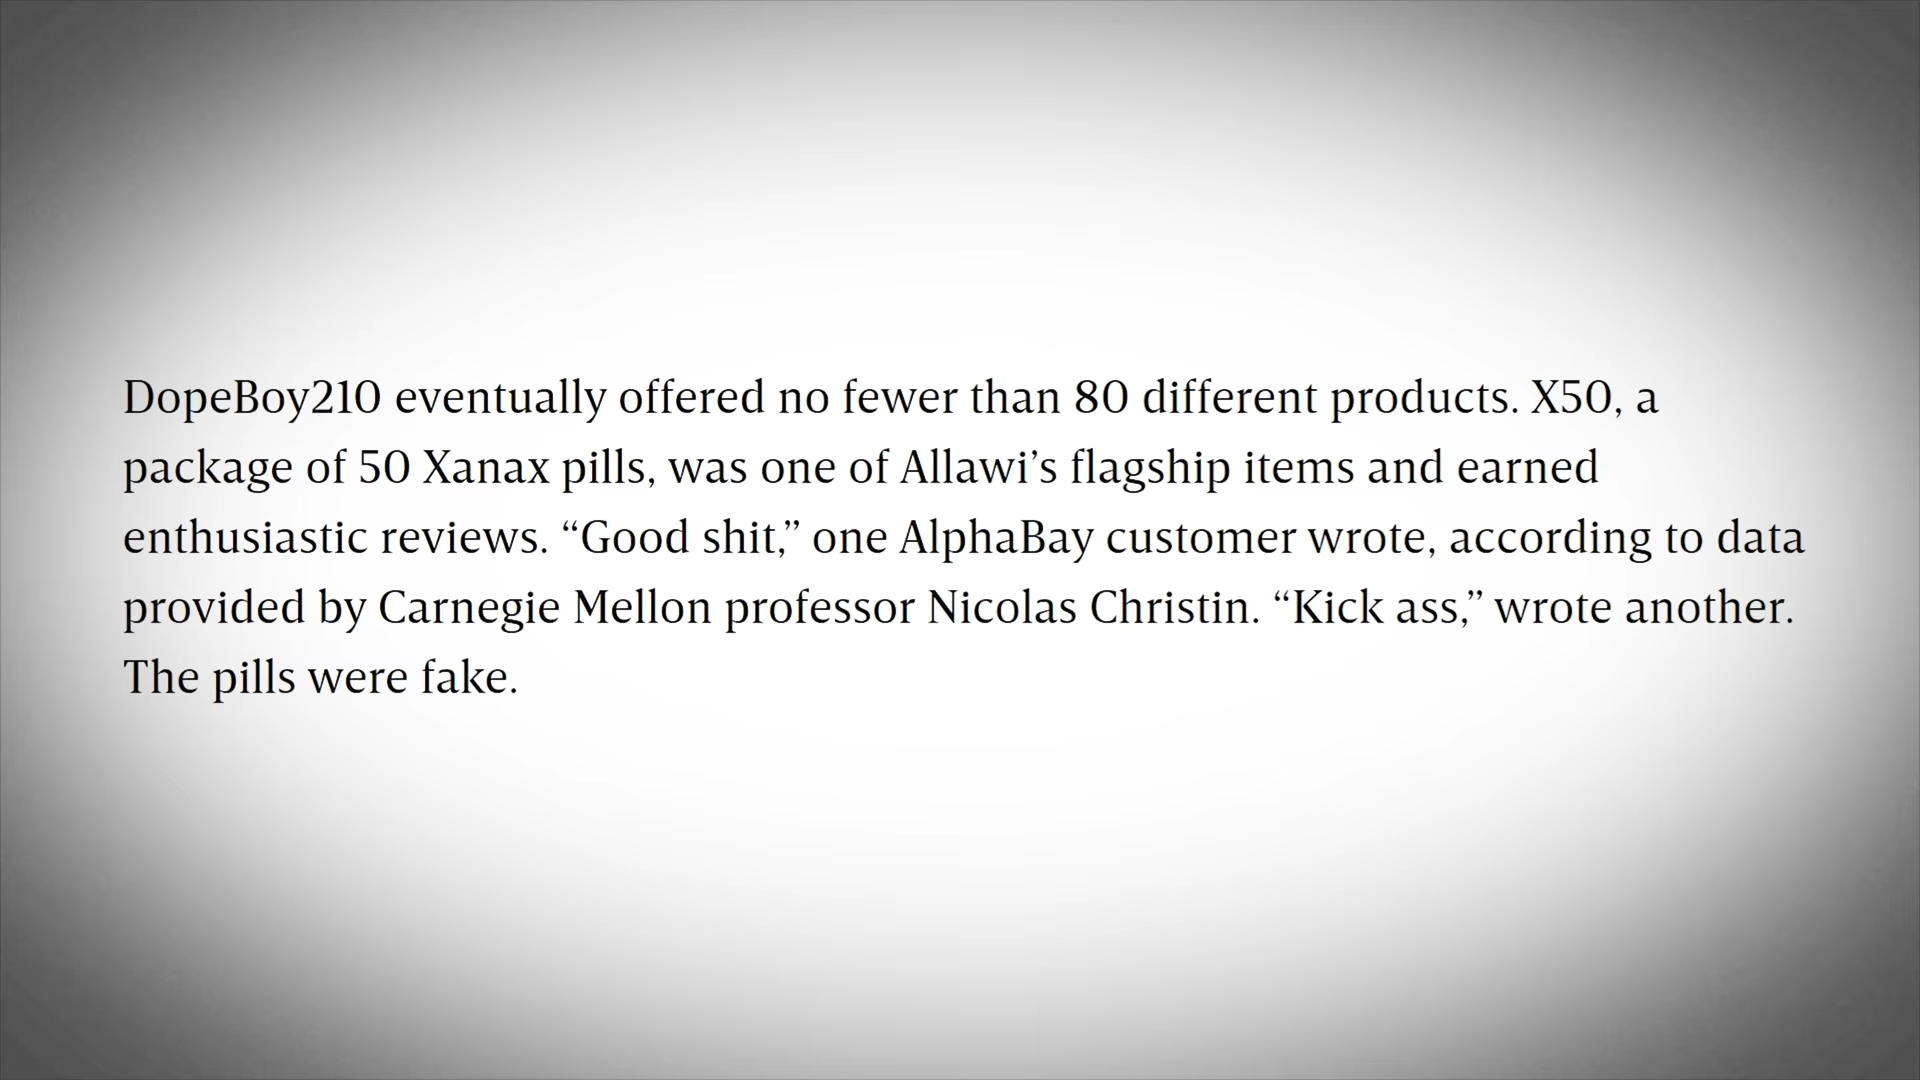 DopeBoy210 eventually offered no fewer than 80 different products. X50, a
package of 50 Xanax pills, was one of Allawi’s flagship items and earned
enthusiastic reviews. “Good shit,” one AlphaBay customer wrote, according to data
provided by Carnegie Mellon professor Nicolas Christin. “Kick ass,” wrote another.
The pills were fake.